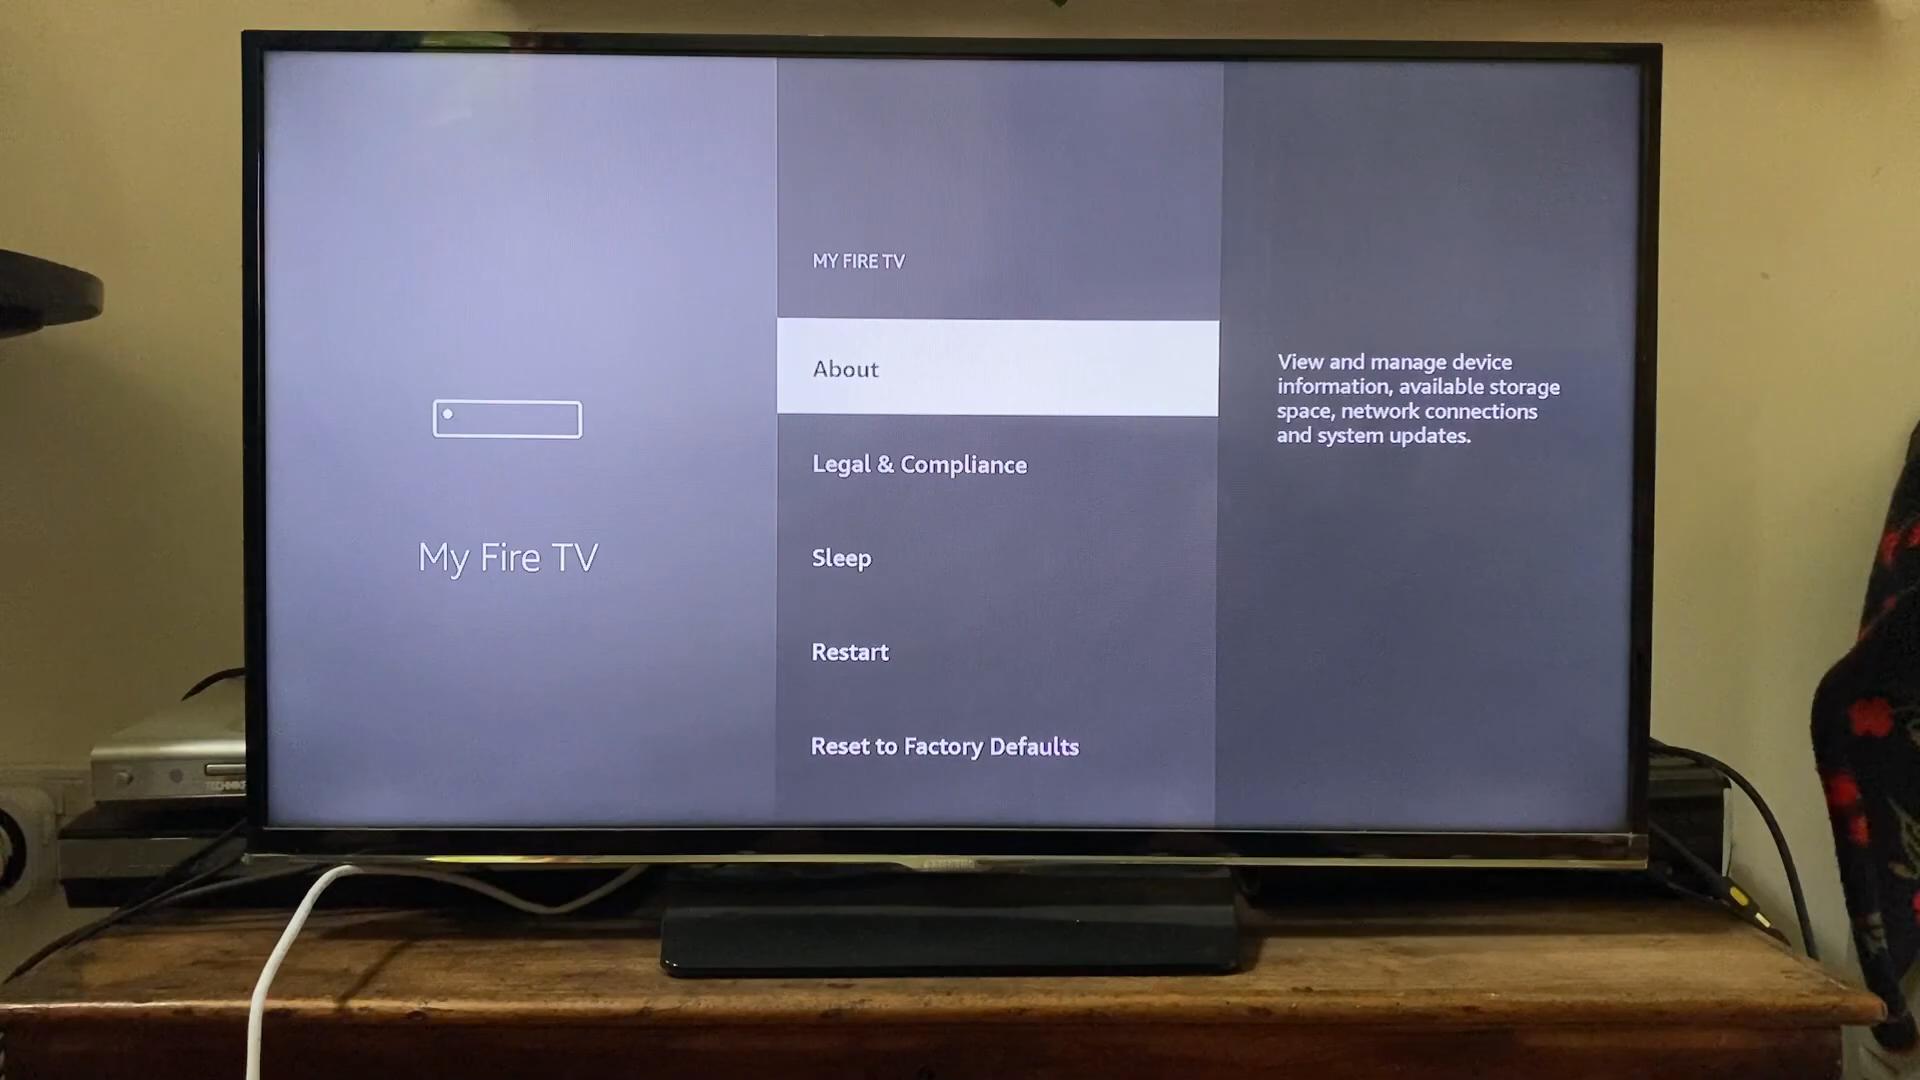 MY FIRE TV
About
Legal & Compliance
Sleep
Restart
Reset to Factory Defaults
My Fire TV
View and manage device
information, available storage
space, network connections
and system updates.